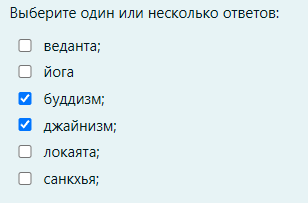 Выберите один или несколько ответов:
веданта;
йога
буддизм;
джайнизм;
локаята;
санкхья;